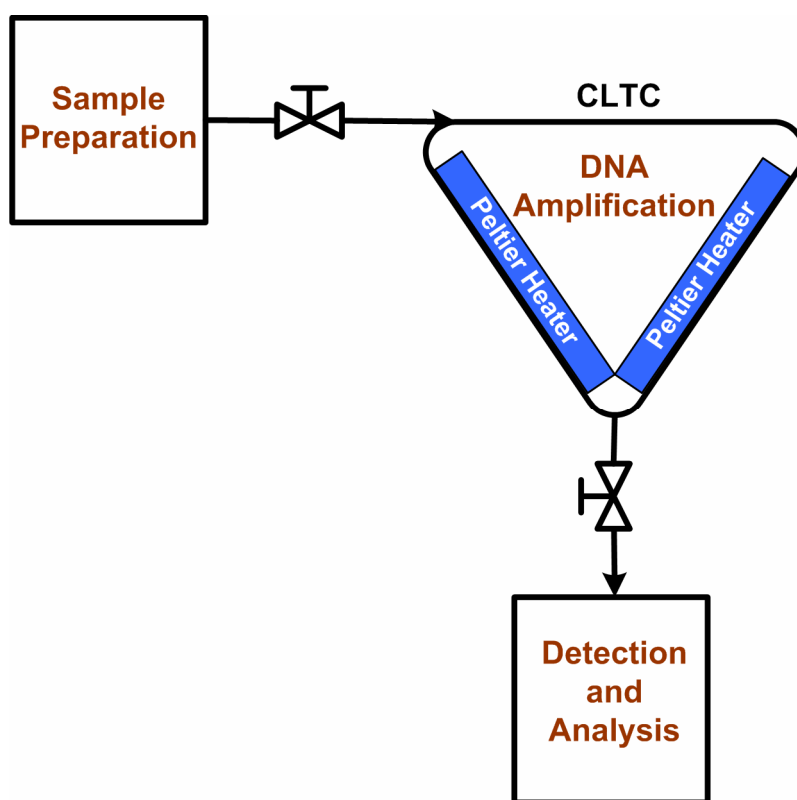 Sample
Preparation
CLTC
DNA
Amplification
Peltier Heater
Peltier Heater
Detection
and
Analysis